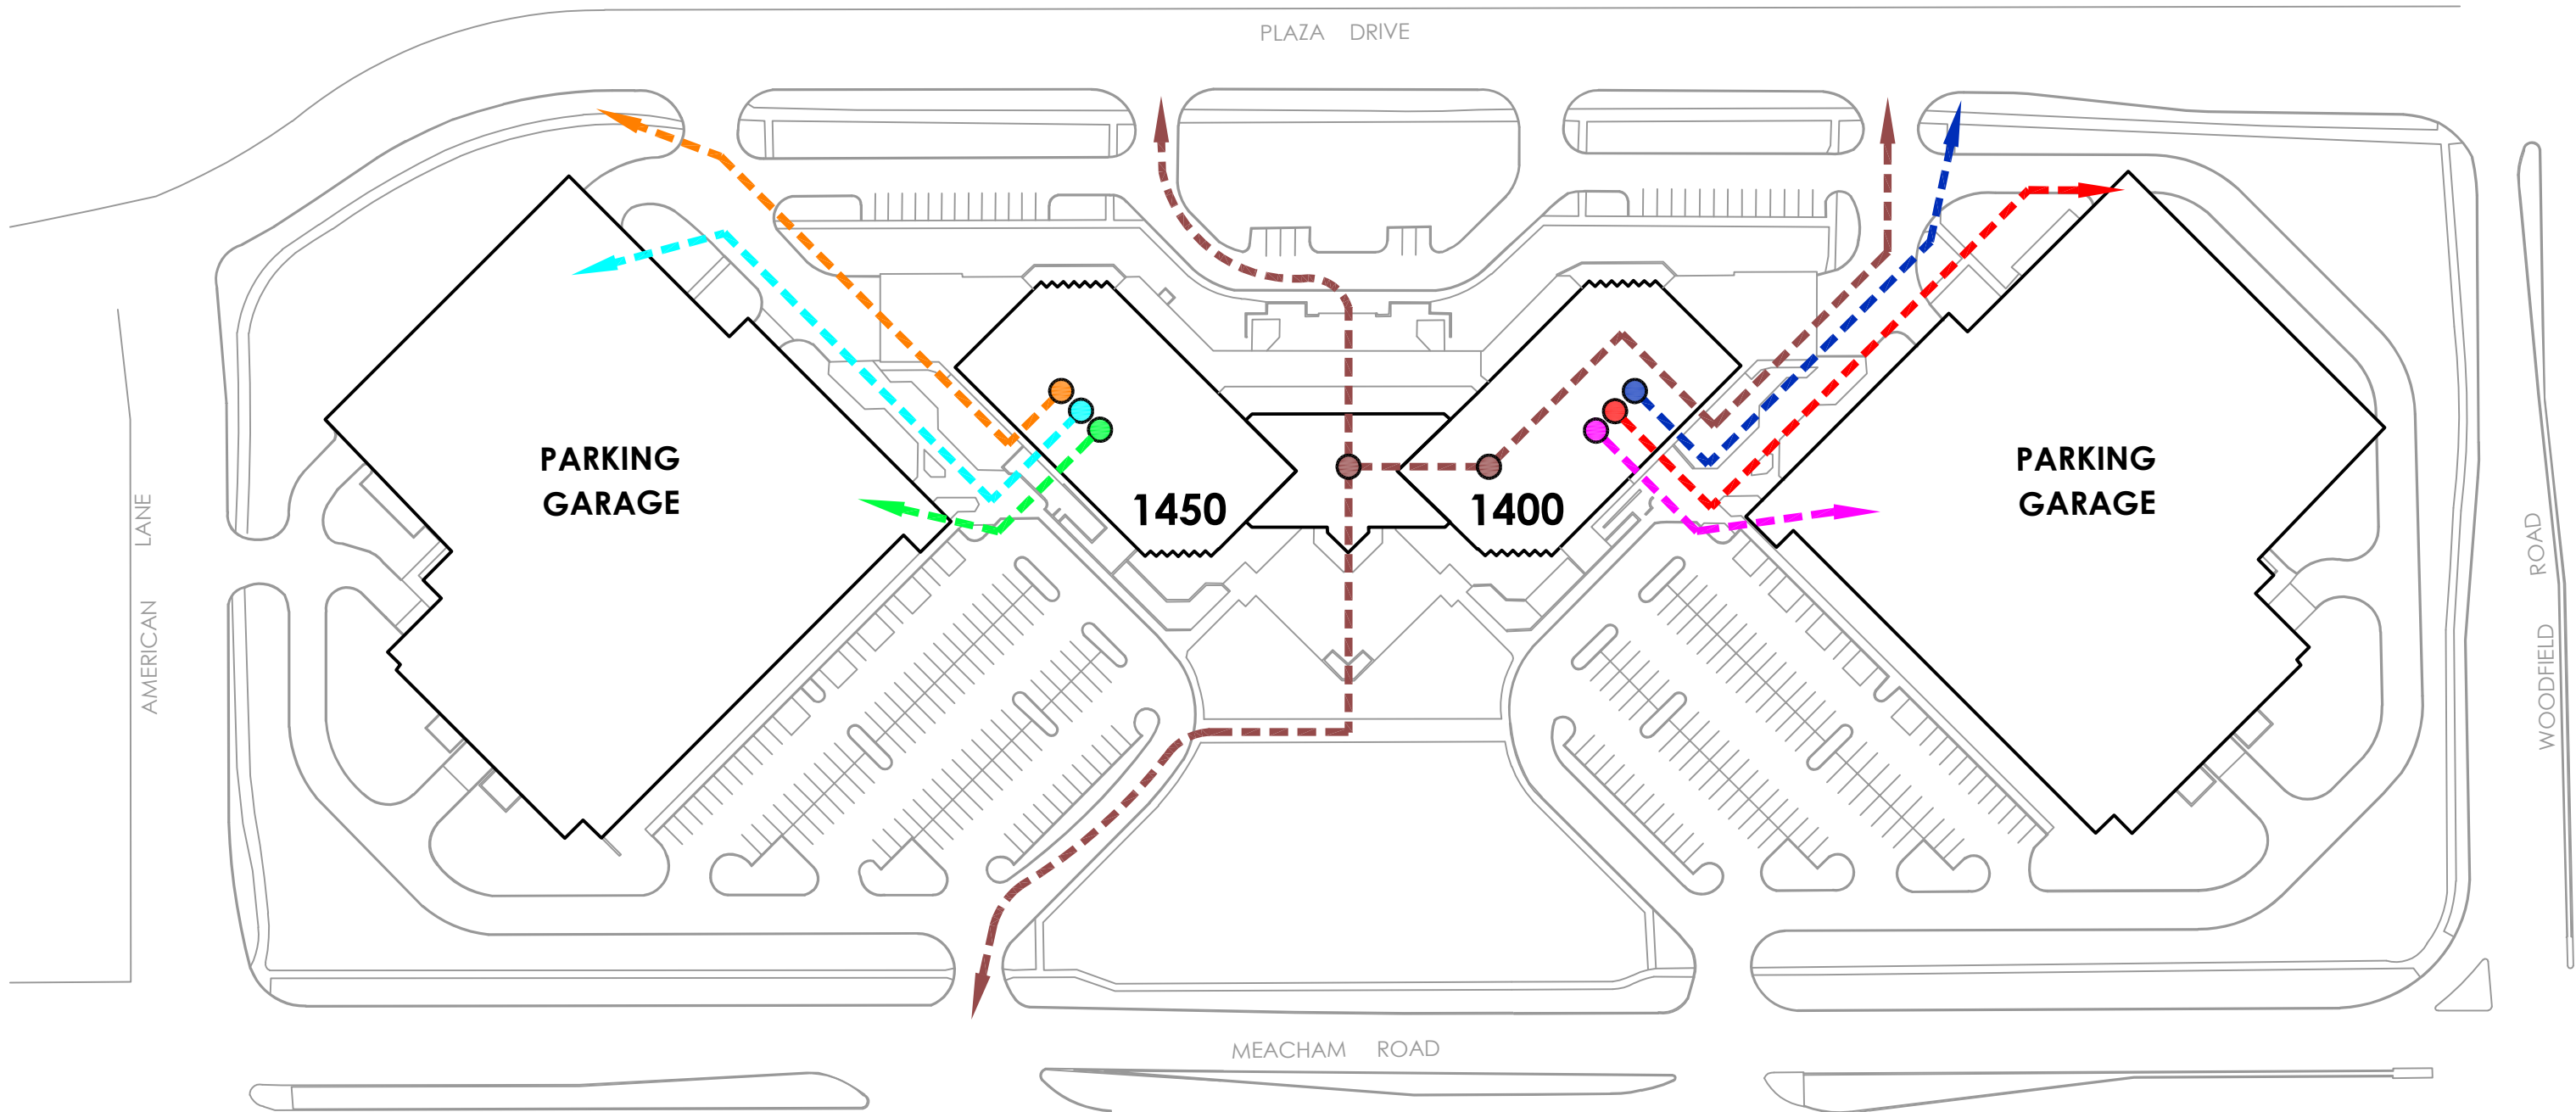 PLAZA DRIVE
PARKING
GARAGE
1450
1400
PARKING
GARAGE
AMERICAN LANE
WOODFIELD ROAD
MEACHAM ROAD